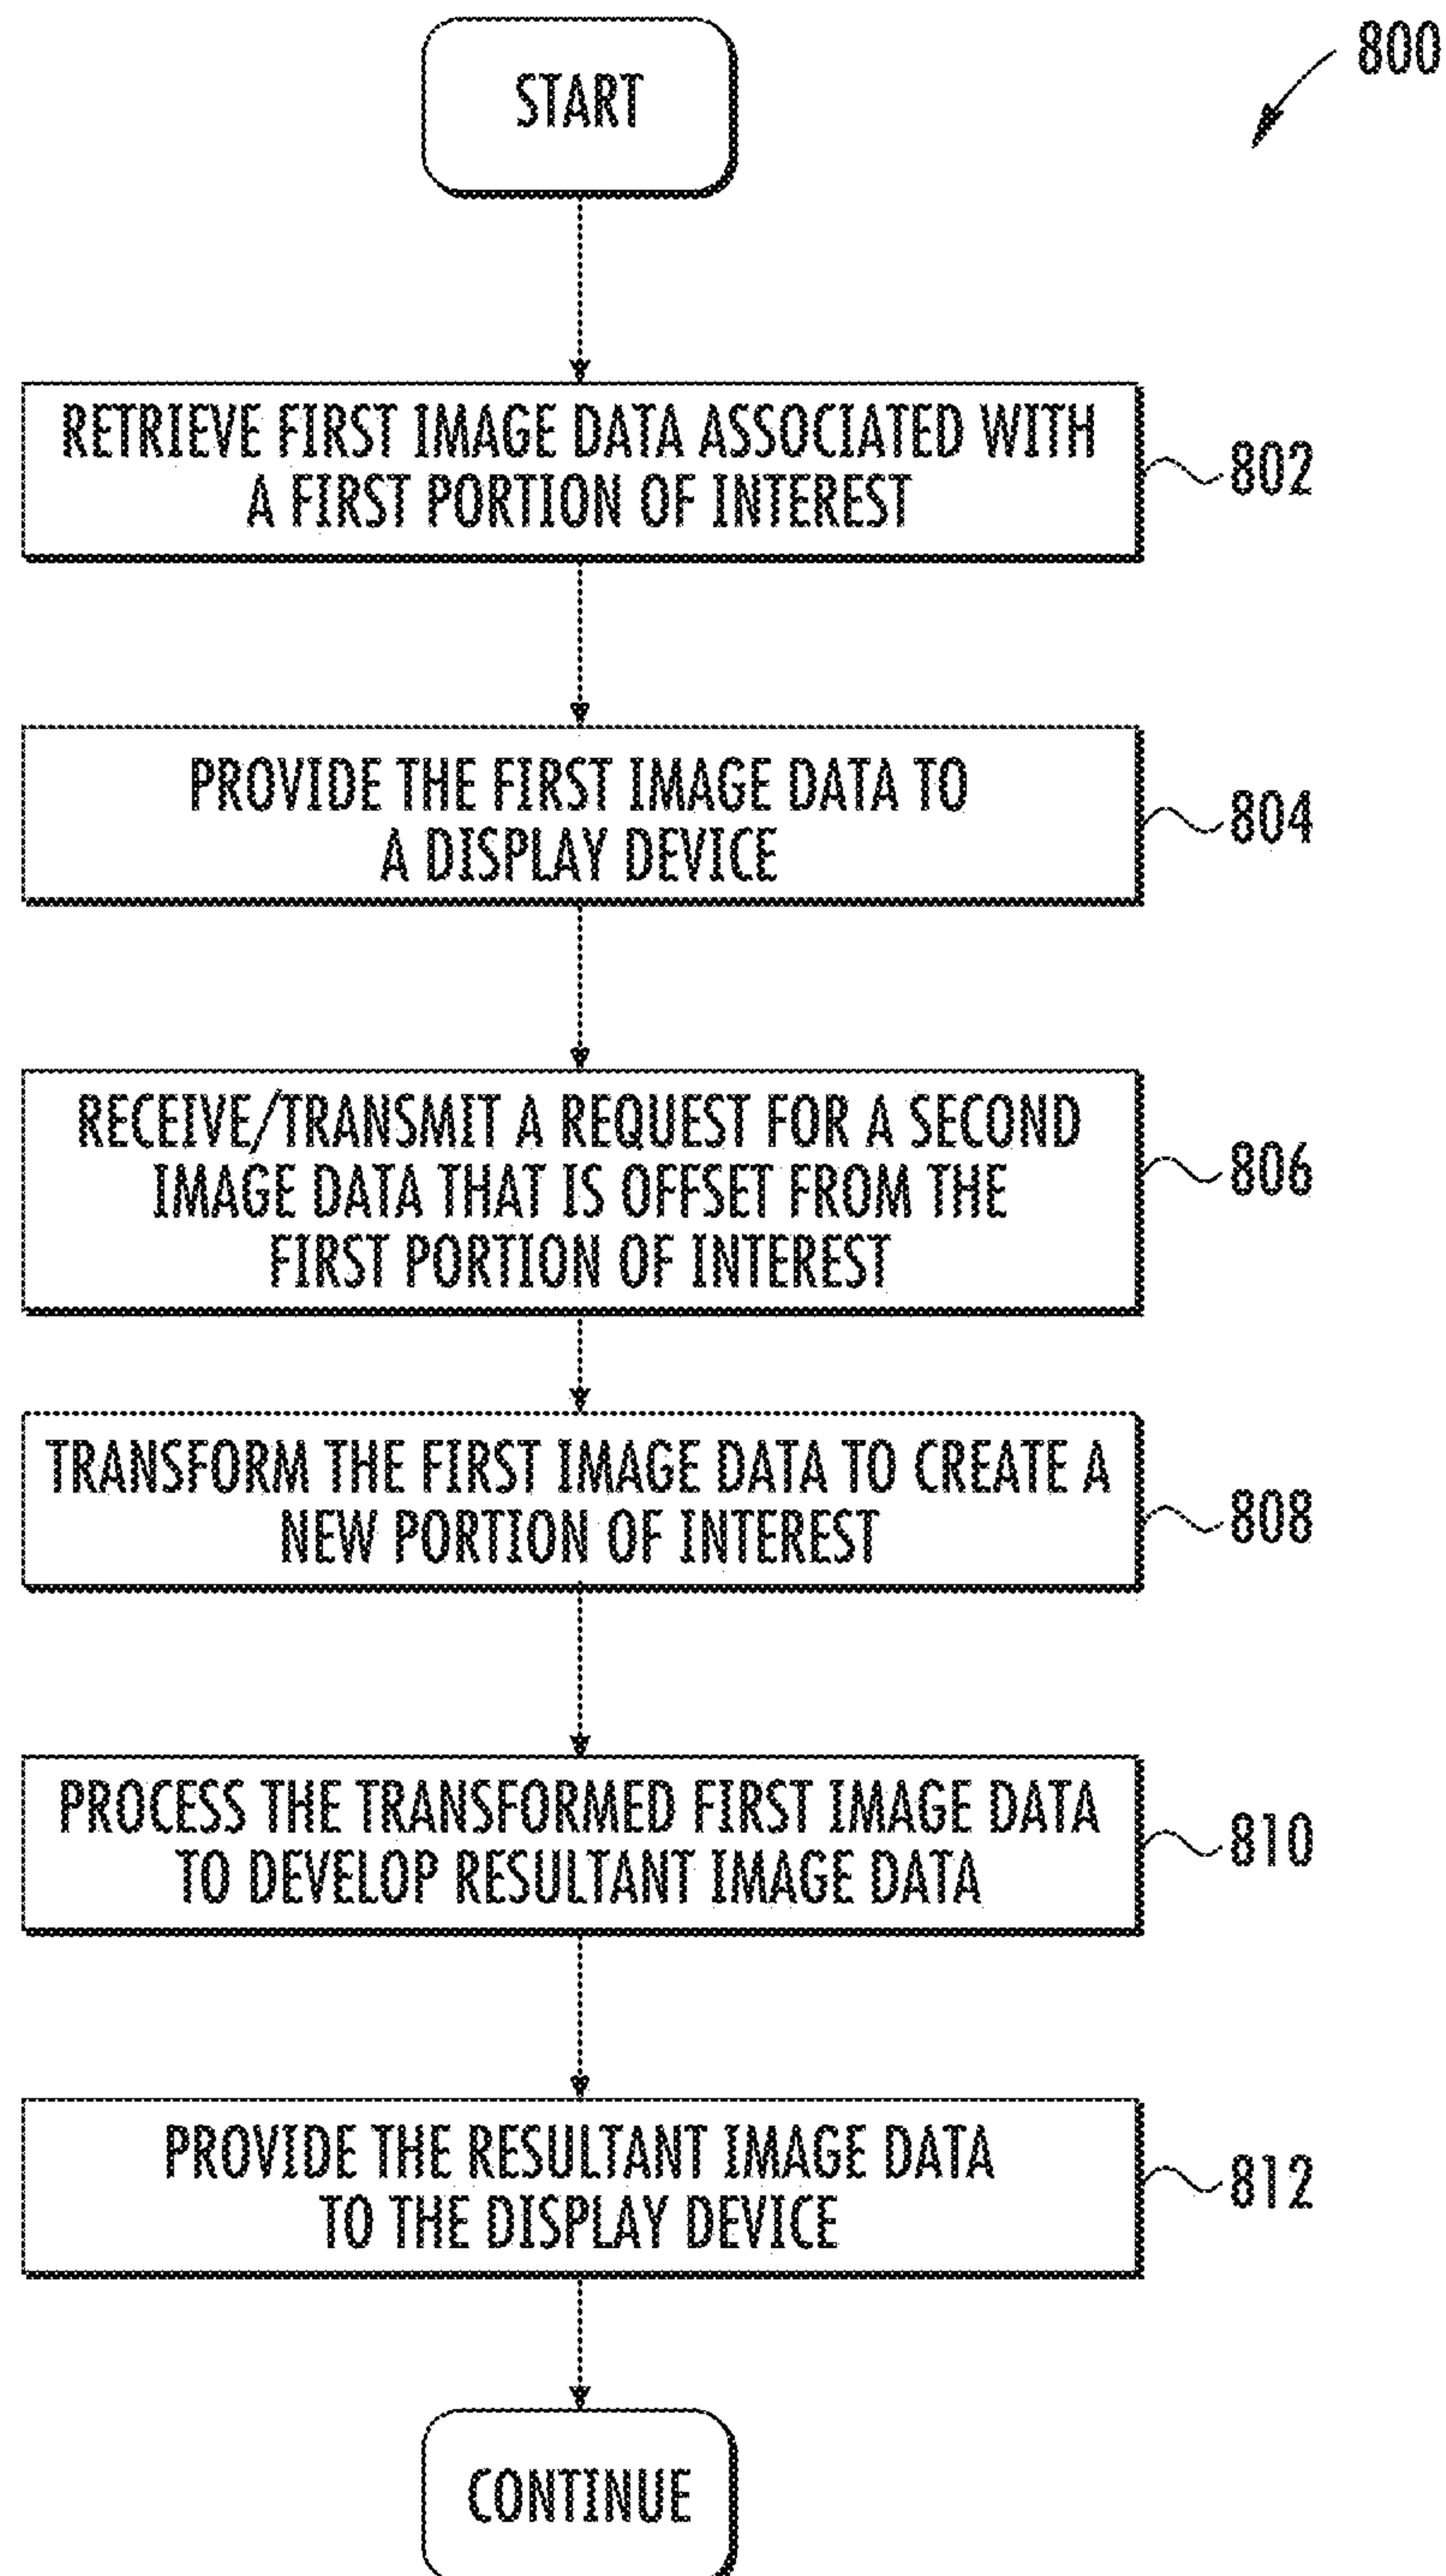 800
START
RETRIEVE FIRST IMAGE DATA ASSOCIATED WITH
A FIRST PORTION OF INTEREST
802
PROVIDE THE FIRST IMAGE DATA TO
A DISPLAY DEVICE
804
RECEIVE/TRANSMIT A REQUEST FOR A SECOND
IMAGE DATA THAT IS OFFSET FROM THE
FIRST PORTION OF INTEREST
806
TRANSFORM THE FIRST IMAGE DATA TO CREATE A
NEW PORTION OF INTEREST
808
PROCESS THE TRANSFORMED FIRST IMAGE DATA
TO DEVELOP RESULTANT IMAGE DATA
810
PROVIDE THE RESULTANT IMAGE DATA
TO THE DISPLAY DEVICE
812
CONTINUE